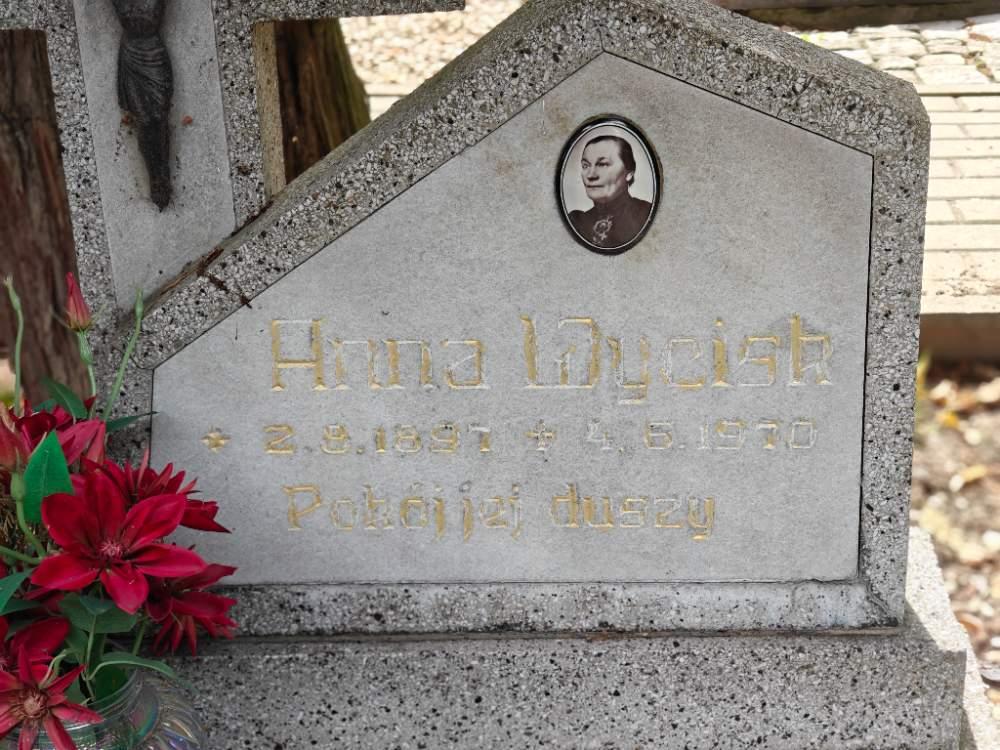 Anna Wycisk
* 2.8.1897 + 4.6.1970
Pokój jej duszy